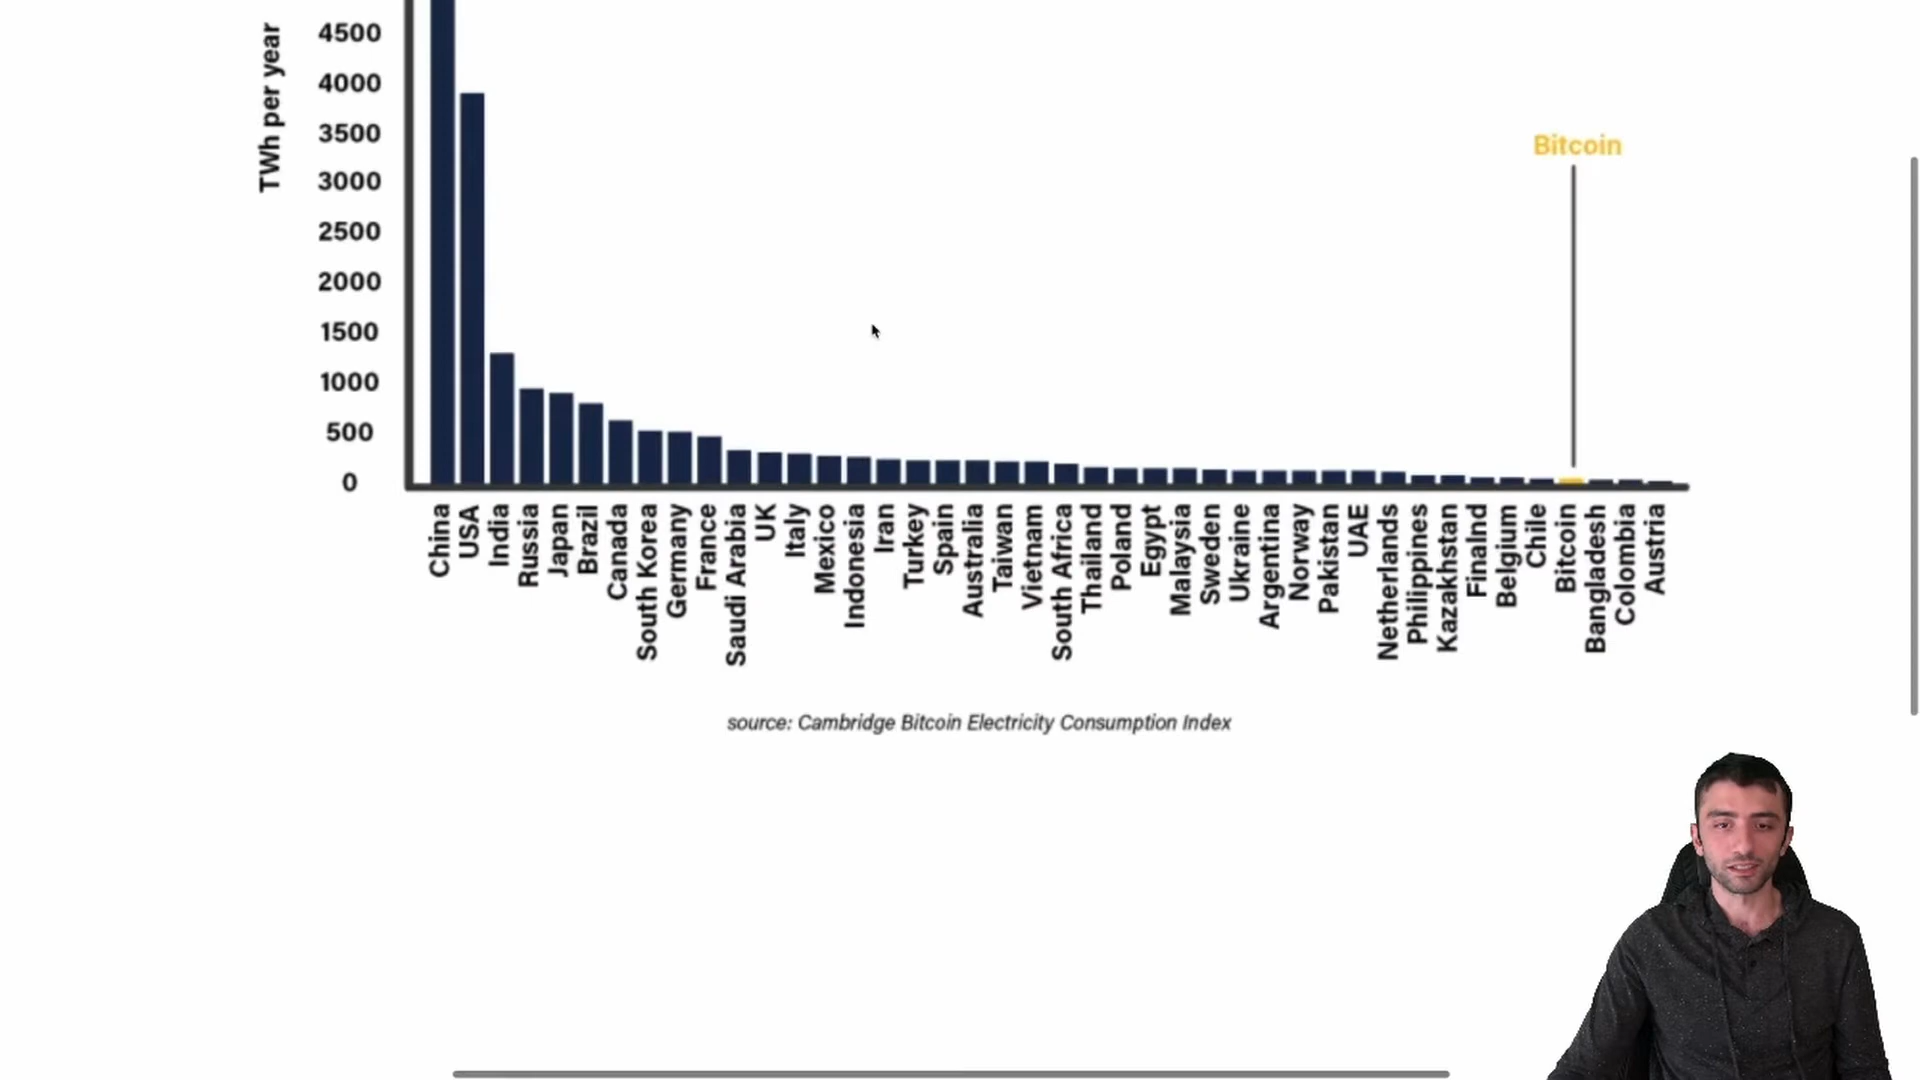 TWh per year
4500
4000
3500
3000
2500
2000
1500
1000
500
0
Bitcoin
China
USA
India
Russia
Japan
Brazil
Canada
South Korea
Germany
France
Saudi Arabia
UK
Italy
Mexico
Indonesia
Iran
Turkey
Spain
Australia
Taiwan
Vietnam
South Africa
Thailand
Poland
Egypt
Malaysia
Sweden
Ukraine
Argentina
Norway
Pakistan
UAE
Netherlands
Philippines
Kazakhstan
Finalnd
Belgium
Chile
Bitcoin
Bangladesh
Colombia
Austria
source: Cambridge Bitcoin Electricity Consumption Index